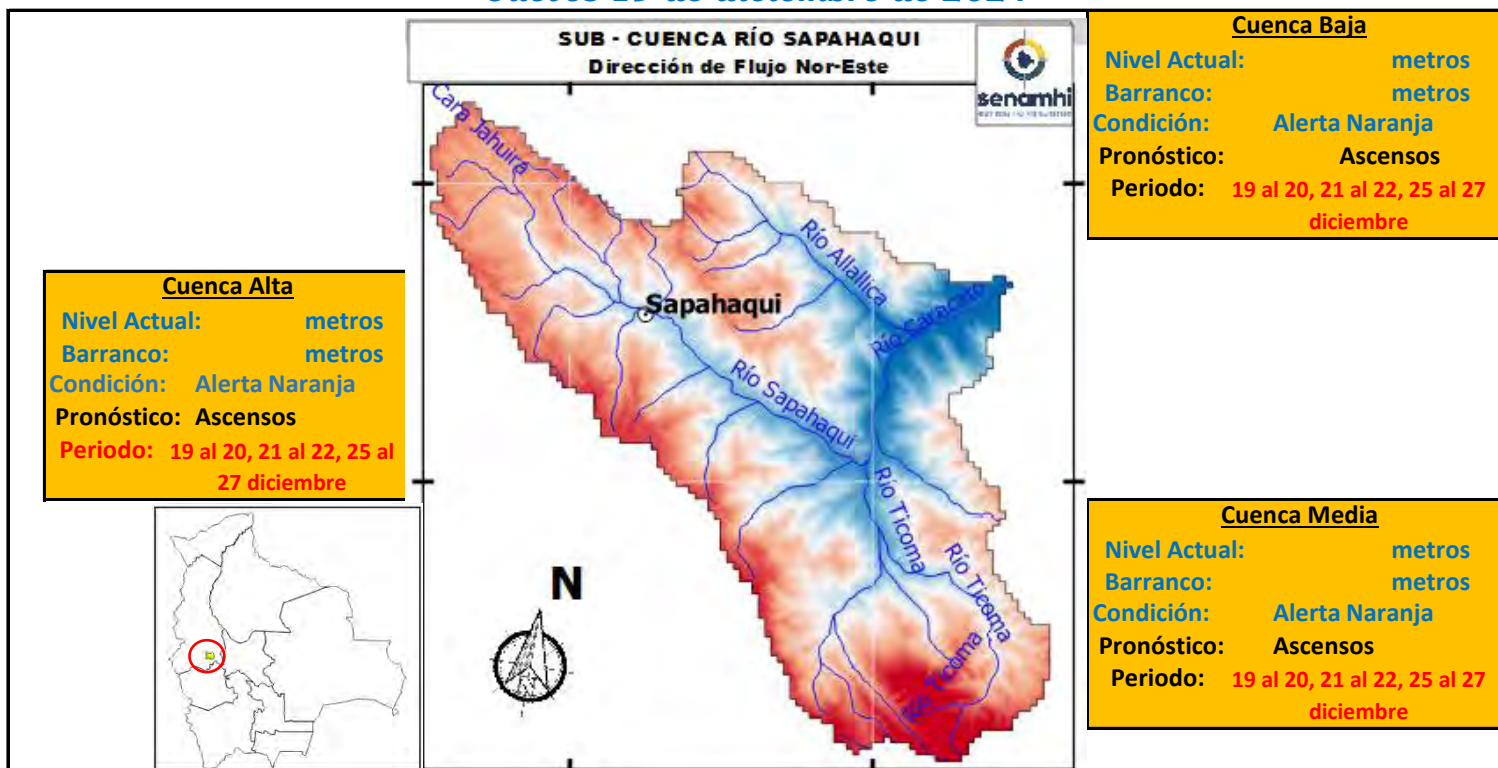 SUB - CUENCA RÍO SAPAHAQUI
Dirección de Flujo Nor-Este
senamhi
Cuenca Baja
Nivel Actual: metros
Barranco: metros
Condición: Alerta Naranja
Pronóstico: Ascensos
Periodo: 19 al 20, 21 al 22, 25 al 27
diciembre
Cuenca Alta
Nivel Actual: metros
Barranco: metros
Condición: Alerta Naranja
Pronóstico: Ascensos
Periodo: 19 al 20, 21 al 22, 25 al
27 diciembre
Cara Jahuira
Río Allallica
Sapahaqui
Río Caracato
Río Sapahaqui
Río Ticoma
Río Ticoma
Río Ticoma
N
Cuenca Media
Nivel Actual: metros
Barranco: metros
Condición: Alerta Naranja
Pronóstico: Ascensos
Periodo: 19 al 20, 21 al 22, 25 al 27
diciembre